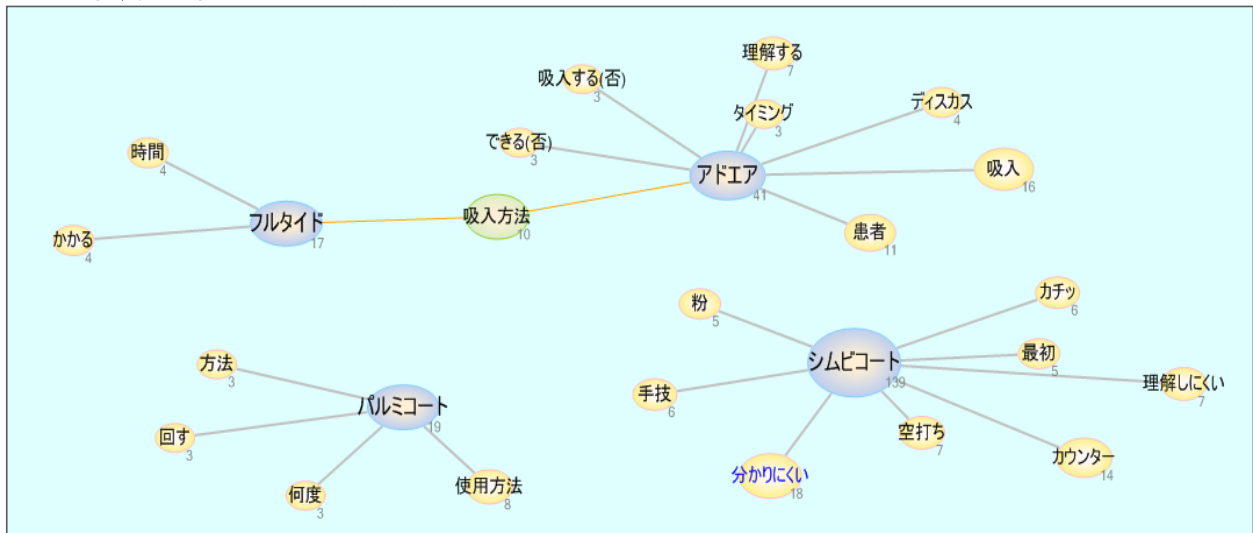 理解する
7
吸入する(否)
3
ディスカス
4
タイミング
3
できる(否)
3
時間
4
アドエア
41
吸入
16
フルタイド
17
吸入方法
10
かかる
4
患者
11
粉
5
カチッ
6
シムビコート
139
最初
5
方法
3
理解しにくい
7
手技
6
パルミコート
19
回す
3
空打ち
7
カウンター
14
分かりにくい
18
何度
3
使用方法
8